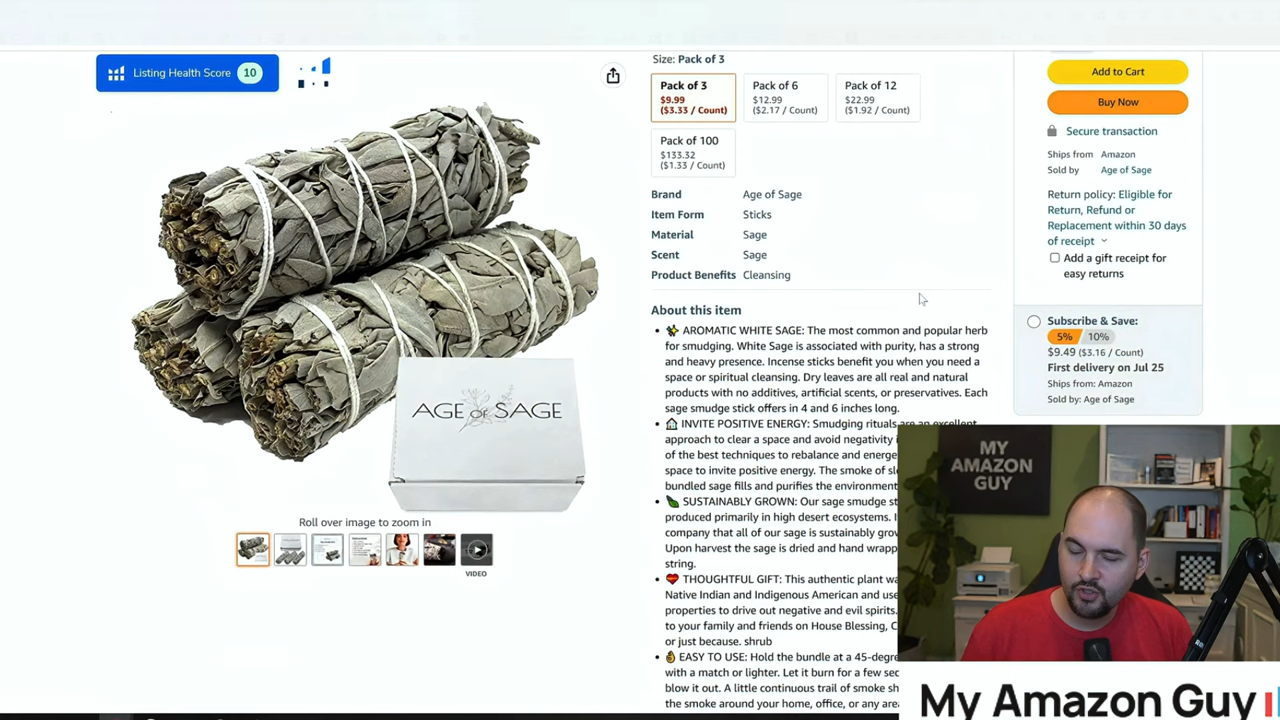 Listing Health Score 10
AGE OF SAGE
Roll over image to zoom in
VIDEO
Size: Pack of 3
Pack of 3
$9.99
($3.33 / Count)
Pack of 6
$12.99
($2.17 / Count)
Pack of 12
$22.99
($1.92 / Count)
Pack of 100
$133.32
($1.33 / Count)
Brand Age of Sage
Item Form Sticks
Material Sage
Scent Sage
Product Benefits Cleansing
About this item
• AROMATIC WHITE SAGE: The most common and popular herb
for smudging. White Sage is associated with purity, has a strong
and heavy presence. Incense sticks benefit you when you need a
space or spiritual cleansing. Dry leaves are all real and natural
products with no additives, artificial scents, or preservatives. Each
sage smudge stick offers in 4 and 6 inches long.
• INVITE POSITIVE ENERGY: Smudging rituals are an excellent
approach to clear a space and avoid negativity
of the best techniques to rebalance and
space to invite positive energy. The smoke of
bundled sage fills and purifies the environment
• SUSTAINABLY GROWN: Our sage smudge
produced primarily in high desert ecosystems.
company that all of our sage is sustainably
Upon harvest the sage is dried and hand
string.
• THOUGHTFUL GIFT: This authentic plant
Native Indian and Indigenous American and
properties to drive out negative and evil spirits.
to your family and friends on House Blessing,
or just because. shrub
• EASY TO USE: Hold the bundle at a
with a match or lighter. Let it burn for a few
blow it out. A little continuous trail of smoke
the smoke around your home, office, or any
Add to Cart
Buy Now
Secure transaction
Ships from Amazon
Sold by Age of Sage
Return policy: Eligible for
Return, Refund or
Replacement within 30 days
of receipt
Add a gift receipt for
easy returns
Subscribe & Save:
5% 10%
$9.49 ($3.16 / Count)
First delivery on Jul 25
Ships from: Amazon
Sold by: Age of Sage
MY
AMAZON
GUY
My Amazon Guy